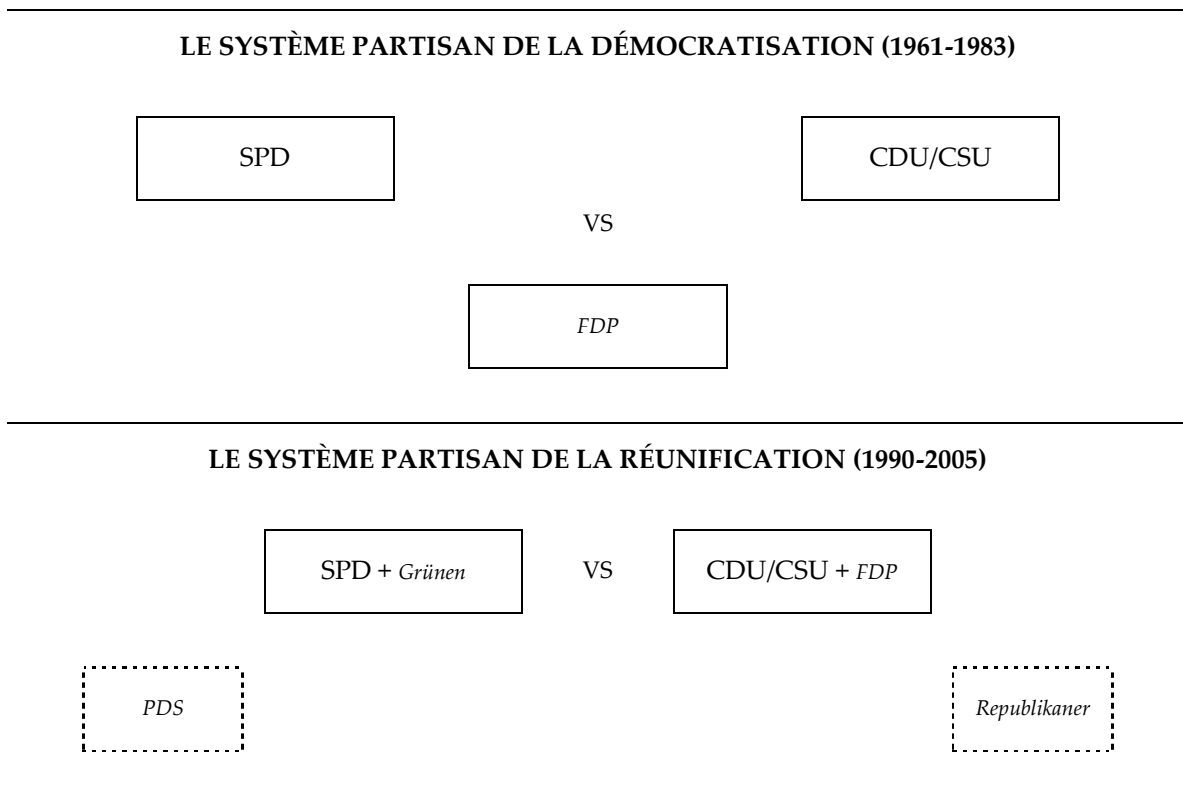 LE SYSTÈME PARTISAN DE LA DÉMOCRATISATION (1961-1983)
SPD
CDU/CSU
VS
FDP
LE SYSTÈME PARTISAN DE LA RÉUNIFICATION (1990-2005)
SPD + Grünen
VS
CDU/CSU + FDP
PDS
Republikaner